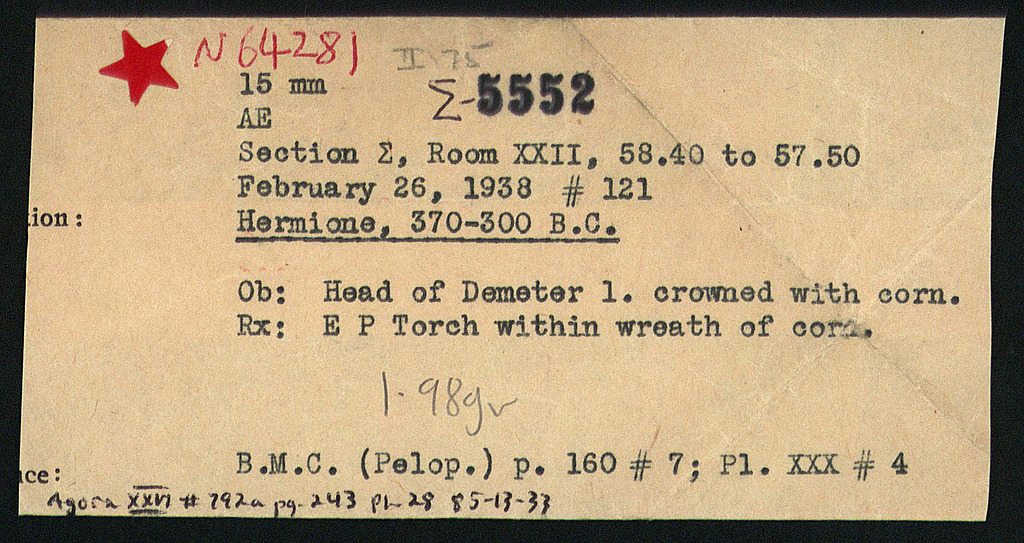 N 64281 II 75
15 mm Σ-5552
AE
Section Σ, Room XXII, 58.40 to 57.50
February 26, 1938 # 121
ion: Hermione, 370-300 B.C.
Ob: Head of Demeter l. crowned with corn.
Rx: E P Torch within wreath of corn.
1.98gr
B.M.C. (Pelop.) p. 160 # 7; Pl. XXX # 4
ce:
Agora XXVI # 792a pg. 243 PL 28 85-13-33